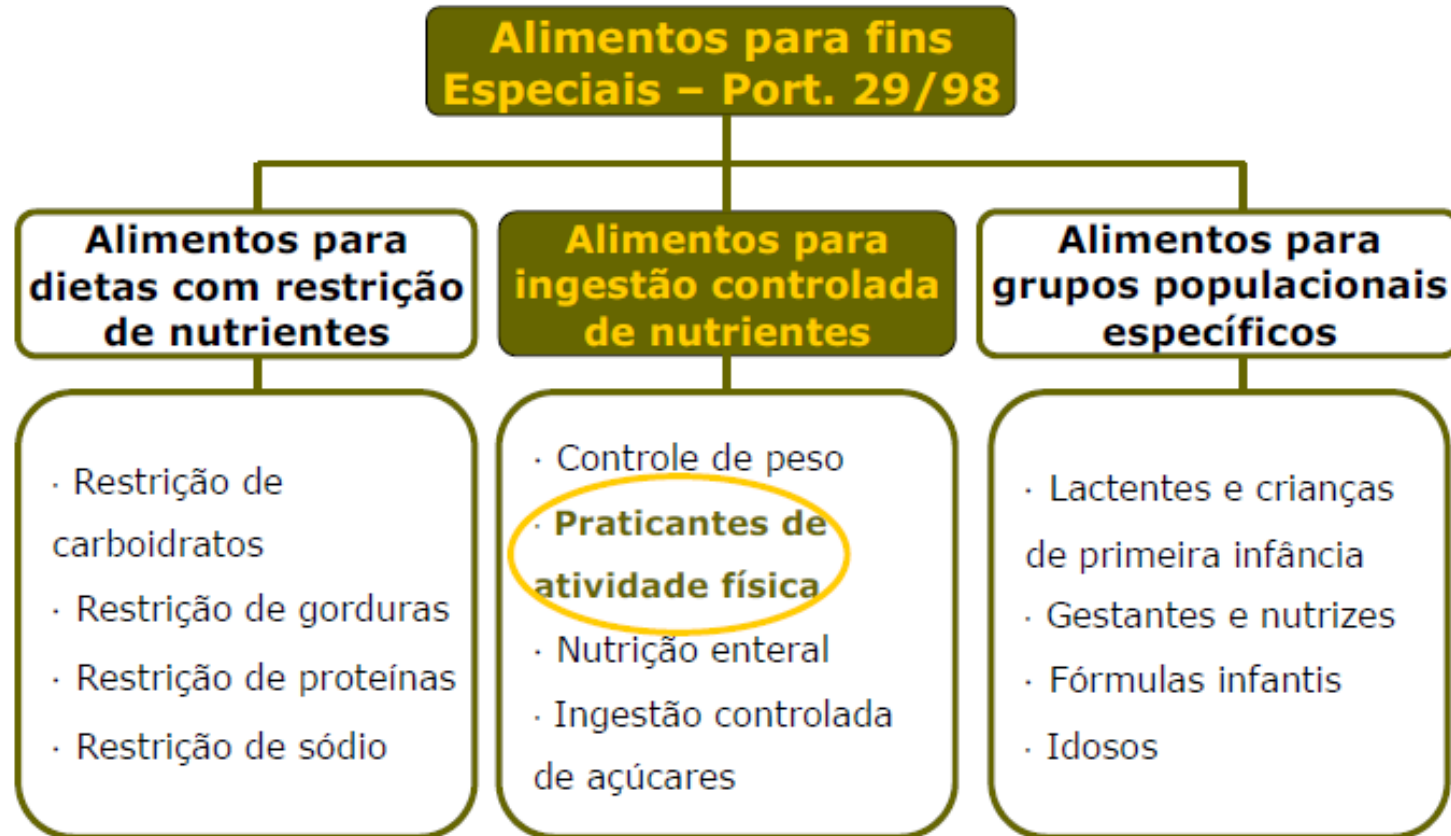 Alimentos para fins
Especiais – Port. 29/98
Alimentos para
dietas com restrição
de nutrientes
Alimentos para
ingestão controlada
de nutrientes
Alimentos para
grupos populacionais
específicos
· Restrição de
carboidratos
· Restrição de gorduras
· Restrição de proteínas
· Restrição de sódio
· Controle de peso
· Praticantes de
atividade física
· Nutrição enteral
· Ingestão controlada
de açúcares
· Lactentes e crianças
de primeira infância
· Gestantes e nutrizes
· Fórmulas infantis
· Idosos